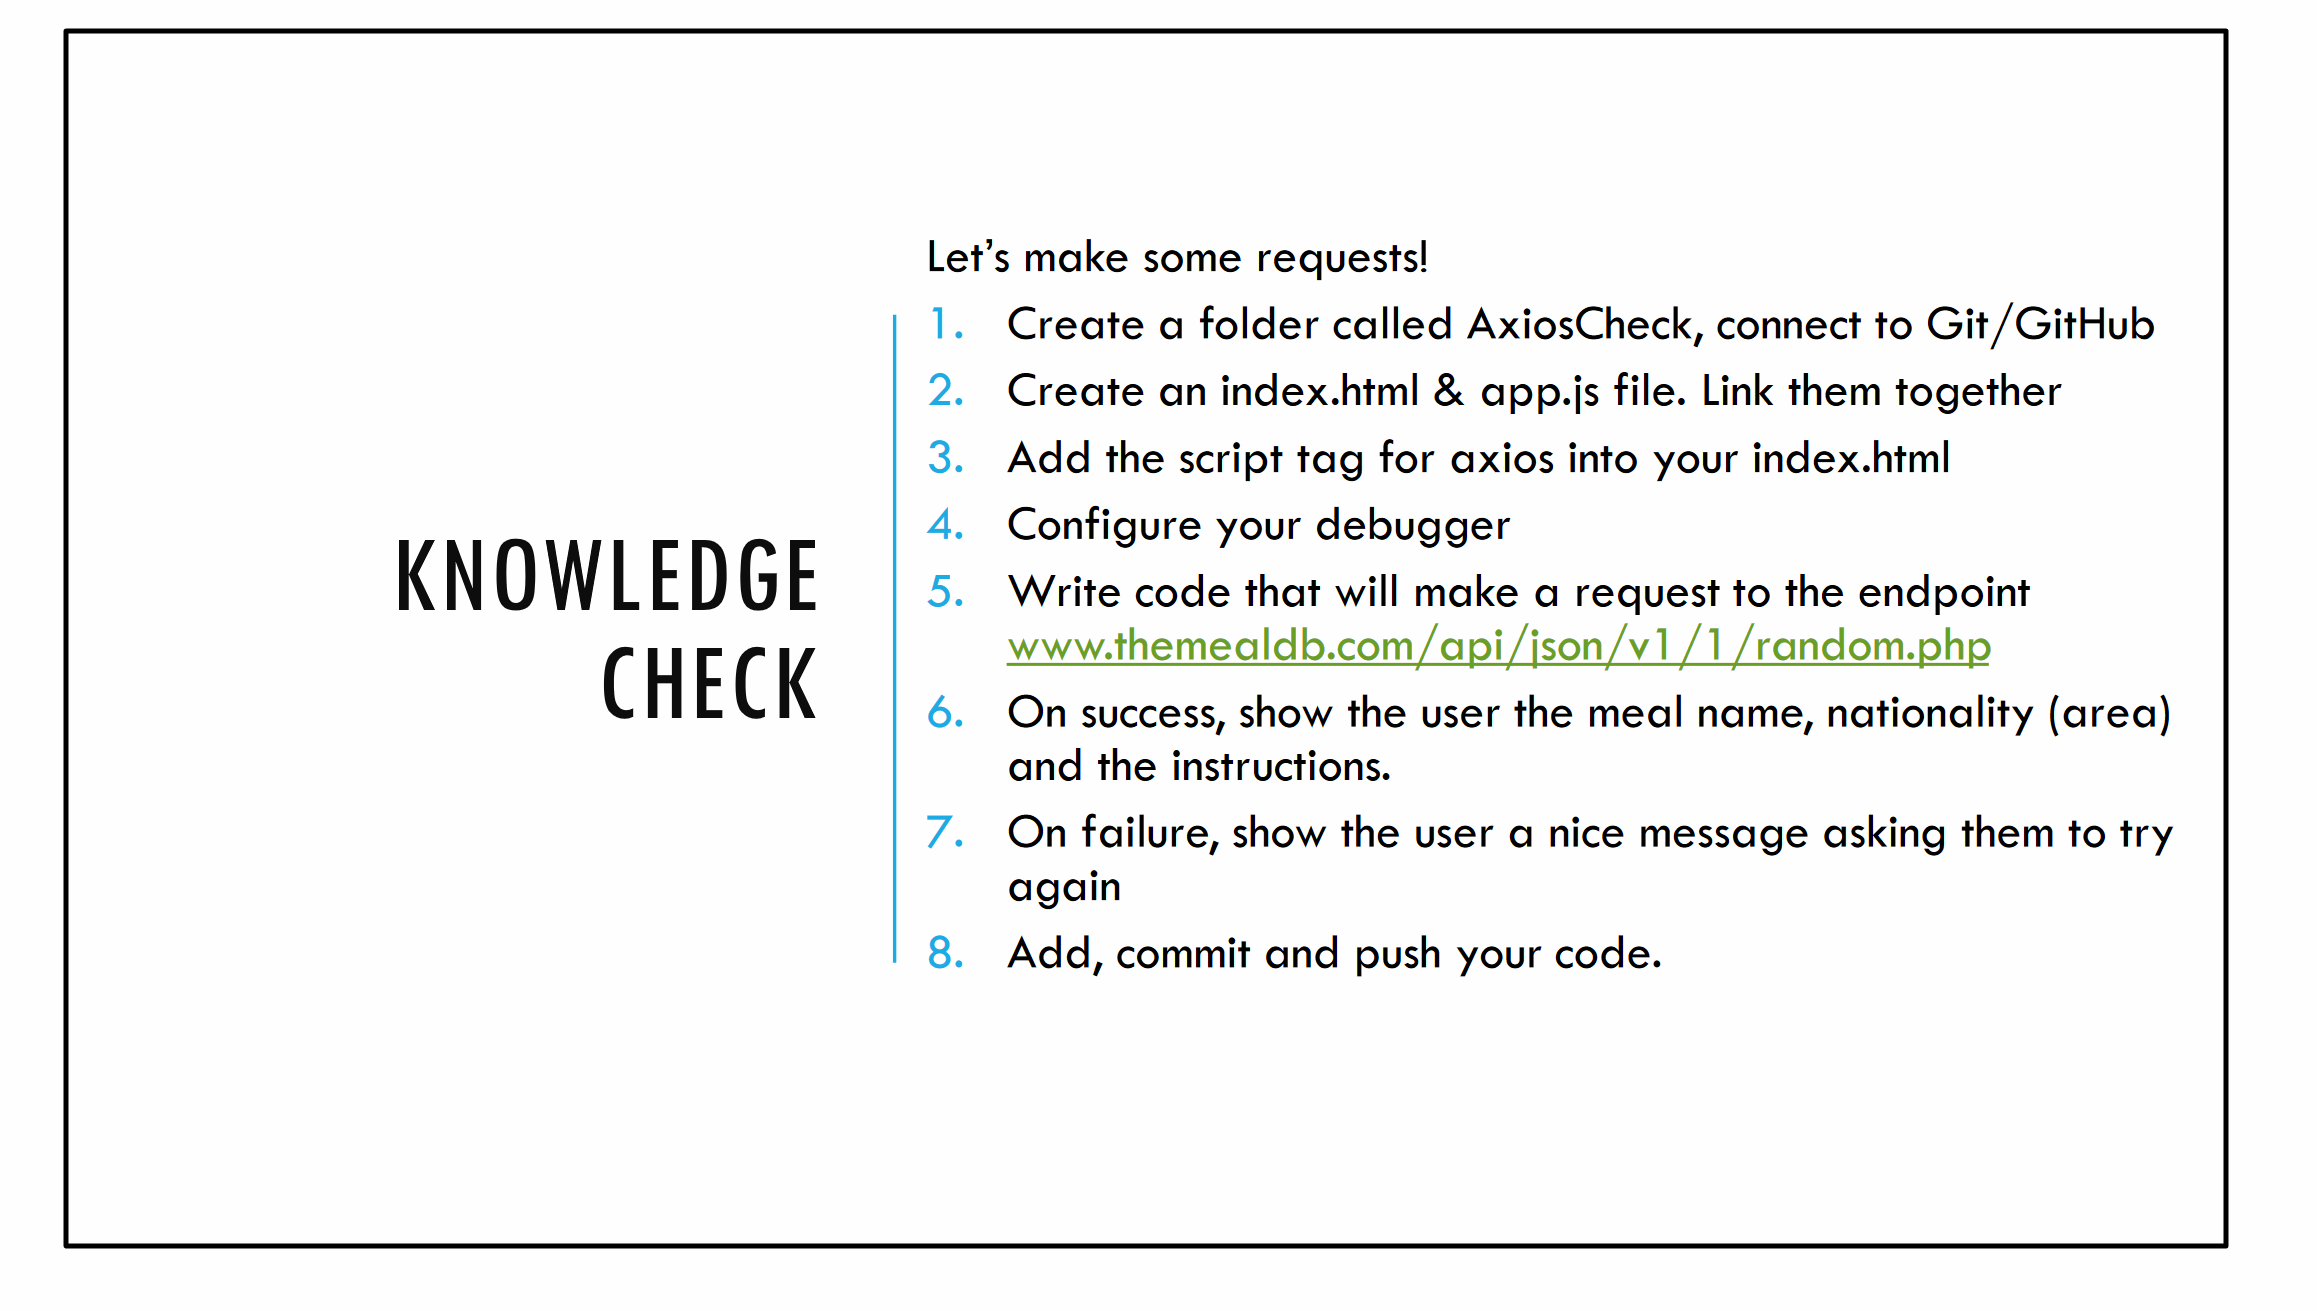 KNOWLEDGE
CHECK
Let’s make some requests!
1. Create a folder called AxiosCheck, connect to Git/GitHub
2. Create an index.html & app.js file. Link them together
3. Add the script tag for axios into your index.html
4. Configure your debugger
5. Write code that will make a request to the endpoint
www.themealdb.com/api/json/v1/1/random.php
6. On success, show the user the meal name, nationality (area)
and the instructions.
7. On failure, show the user a nice message asking them to try
again
8. Add, commit and push your code.